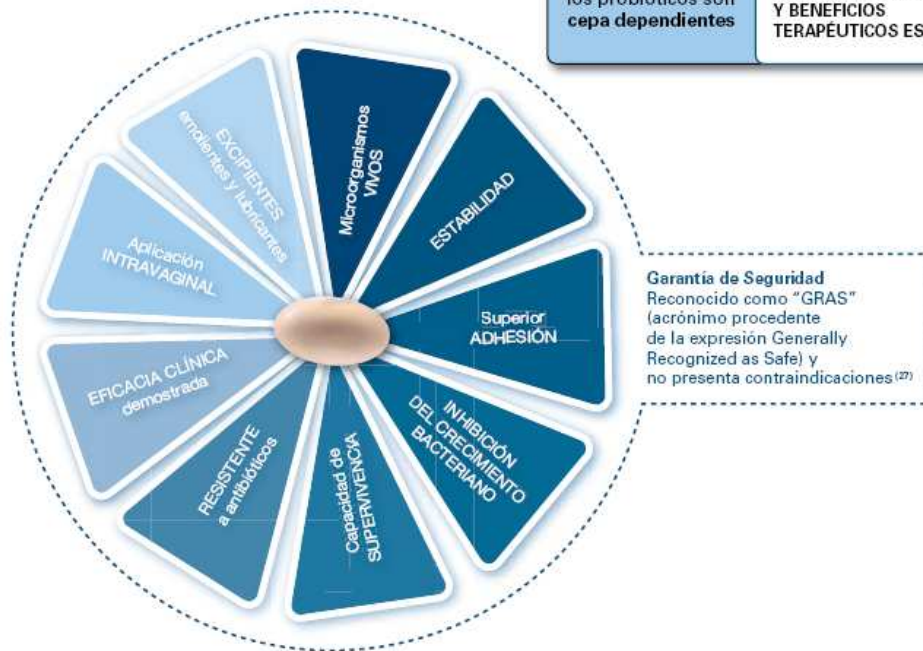 los probióticos son
cepa dependientes
Y BENEFICIOS
TERAPÉUTICOS ES
Microorganismos
VIVOS
ESTABILIDAD
Superior
ADHESIÓN
INHIBICIÓN
DEL CRECIMIENTO
BACTERIANO
Capacidad de
SUPERVIVENCIA
RESISTENTE
a antibióticos
EFICACIA CLÍNICA
demostrada
Aplicación
INTRAVAGINAL
EXCIPIENTES
emolientes y lubricantes
Garantía de Seguridad
Reconocido como “GRAS”
(acrónimo procedente
de la expresión Generally
Recognized as Safe) y
no presenta contraindicaciones (27)